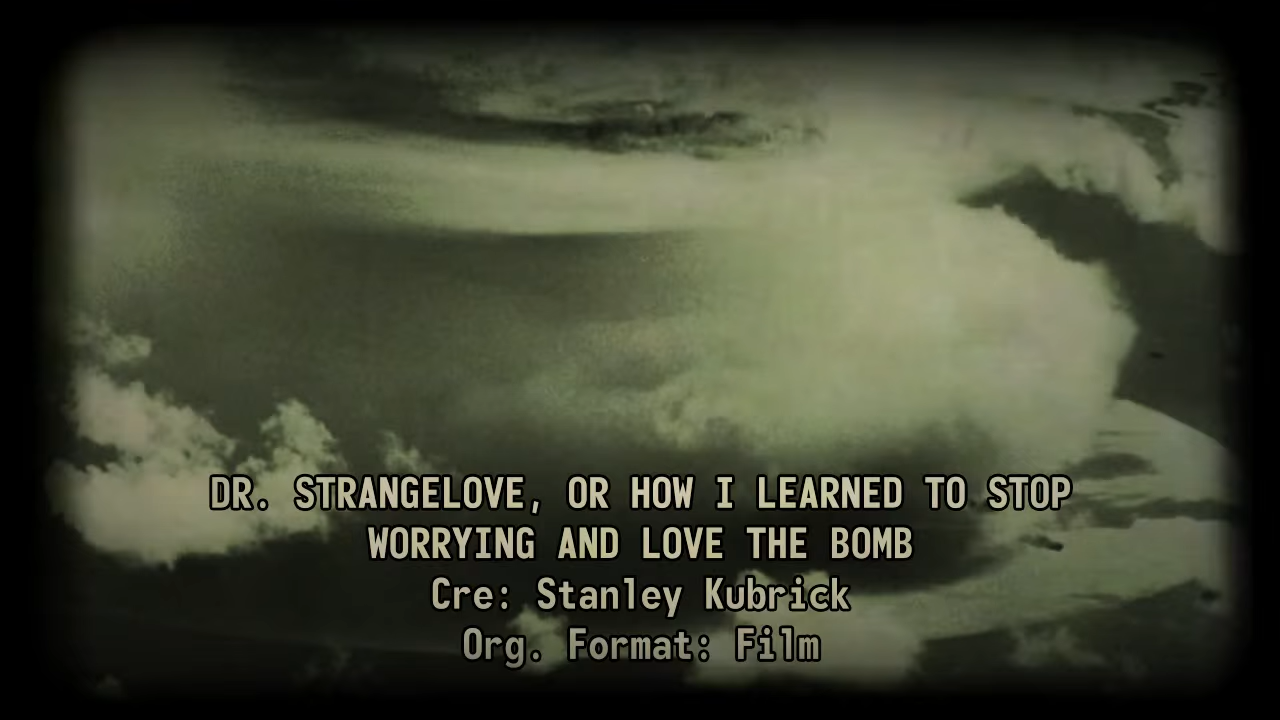 DR. STRANGELOVE, OR HOW I LEARNED TO STOP
WORRYING AND LOVE THE BOMB
Cre: Stanley Kubrick
Org. Format: Film